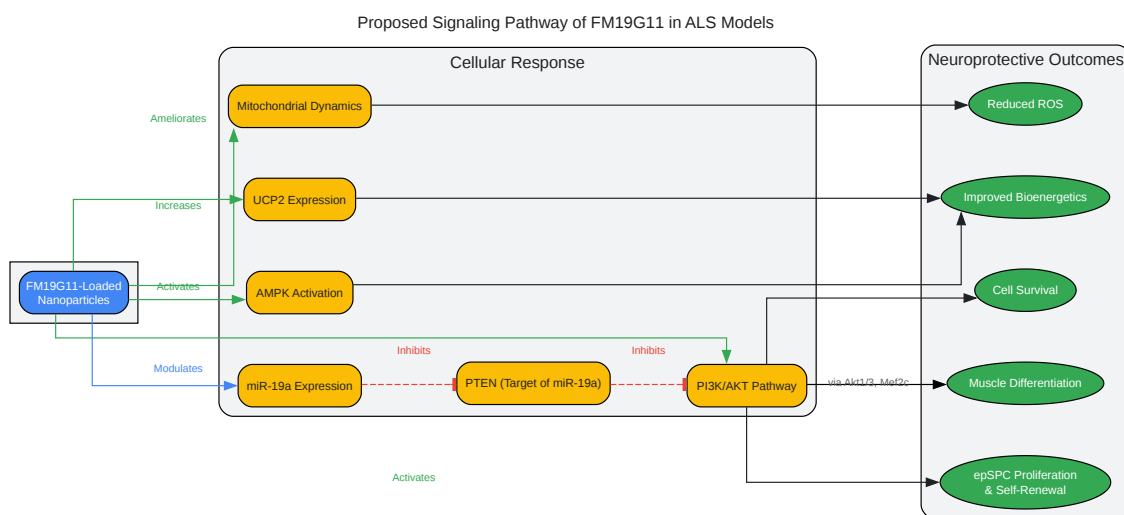 Proposed Signaling Pathway of FM19G11 in ALS Models
Cellular Response
Neuroprotective Outcomes
Mitochondrial Dynamics
Reduced ROS
Ameliorates
UCP2 Expression
Improved Bioenergetics
Increases
FM19G11-Loaded
Nanoparticles
Activates
AMPK Activation
Cell Survival
Inhibits
Inhibits
Modulates
miR-19a Expression
PTEN (Target of miR-19a)
PI3K/AKT Pathway
via Akt1/3, Mef2c
Muscle Differentiation
Activates
epSPC Proliferation
& Self-Renewal